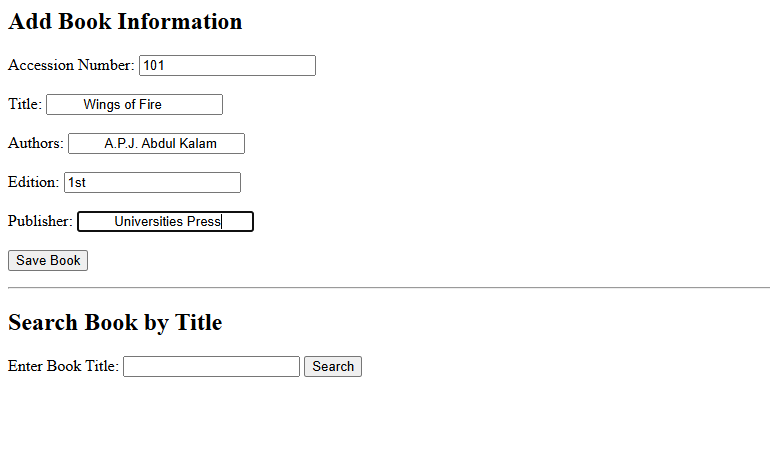 Add Book Information
Accession Number: 101
Title: Wings of Fire
Authors: A.P.J. Abdul Kalam
Edition: 1st
Publisher: Universities Press
Save Book
Search Book by Title
Enter Book Title: Search